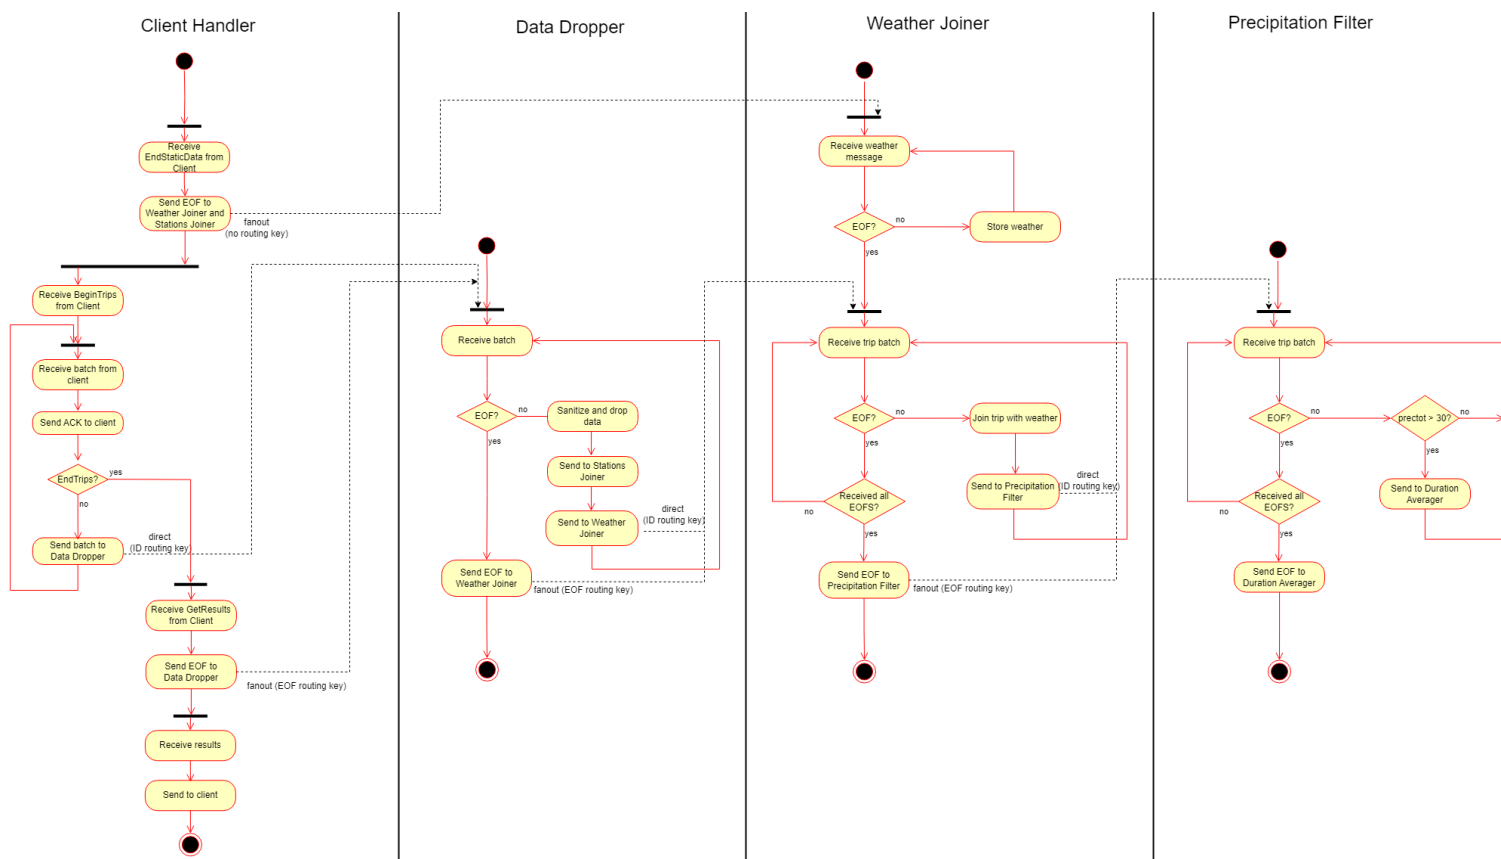 Client Handler
Receive
EndStaticData from
Client
Send EOF to
Weather Joiner and
Stations Joiner
fanout
(no routing key)
Receive BeginTrips
from Client
Receive batch from
client
Send ACK to client
EndTrips?
yes
no
Send batch to
Data Dropper
direct
(ID routing key)
Receive GetResults
from Client
Send EOF to
Data Dropper
fanout (EOF routing key)
Receive results
Send to client
Data Dropper
Receive batch
EOF?
no
yes
Sanitize and drop
data
Send to Stations
Joiner
Send to Weather
Joiner
direct
(ID routing key)
Send EOF to
Weather Joiner
fanout (EOF routing key)
Weather Joiner
Receive weather
message
EOF?
no
yes
Store weather
Receive trip batch
EOF?
no
yes
Join trip with weather
Send to Precipitation
Filter
direct
(ID routing key)
Received all
EOFS?
no
yes
Send EOF to
Precipitation Filter
fanout (EOF routing key)
Precipitation Filter
Receive trip batch
EOF?
no
yes
prectot > 30?
no
yes
Send to Duration
Averager
Received all
EOFS?
no
yes
Send EOF to
Duration Averager